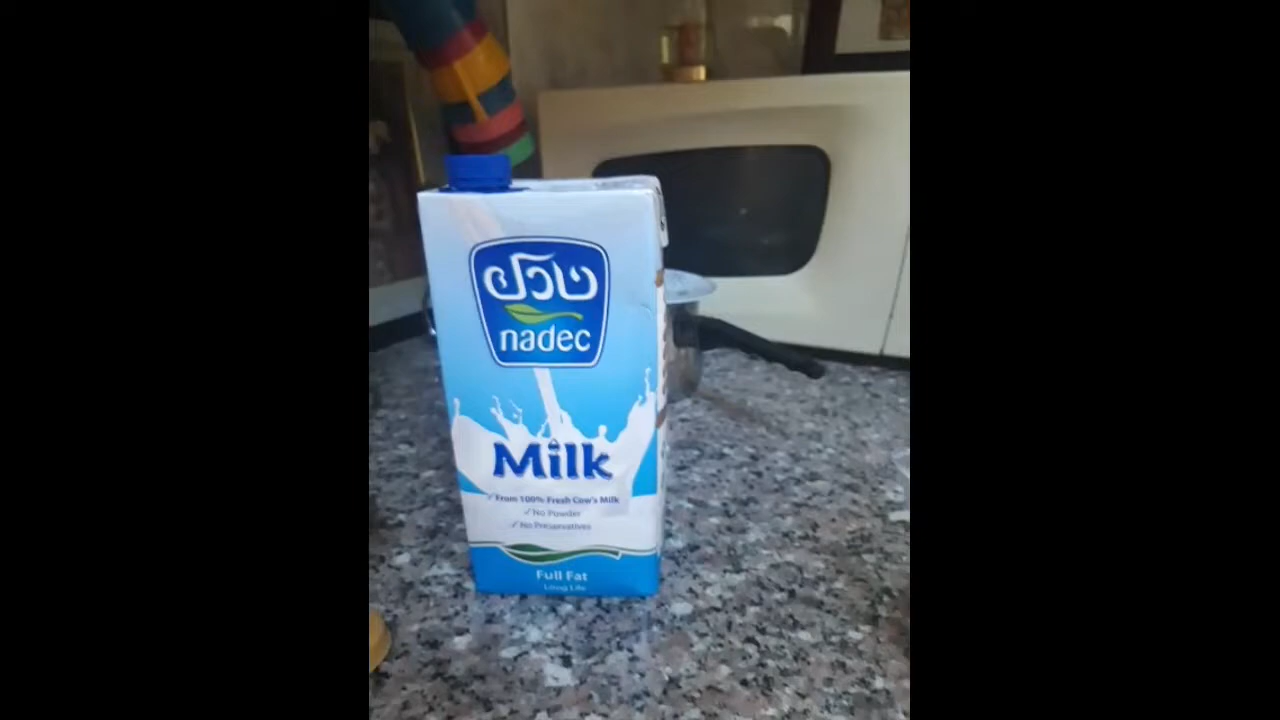 نادك
nadec
Milk
✓From 100% Fresh Cow's Milk
✓No Powder
✓No Preservatives
Full Fat
Long Life